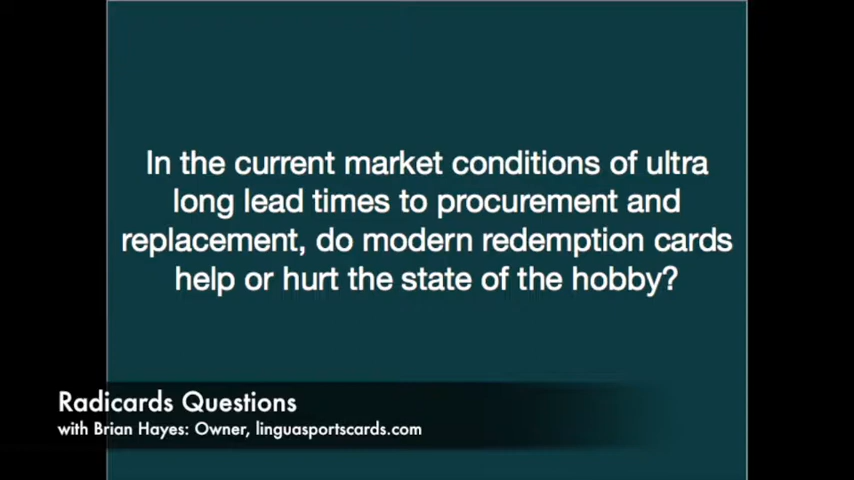 In the current market conditions of ultra
long lead times to procurement and
replacement, do modern redemption cards
help or hurt the state of the hobby?
Radicards Questions
with Brian Hayes: Owner, linguasportscards.com